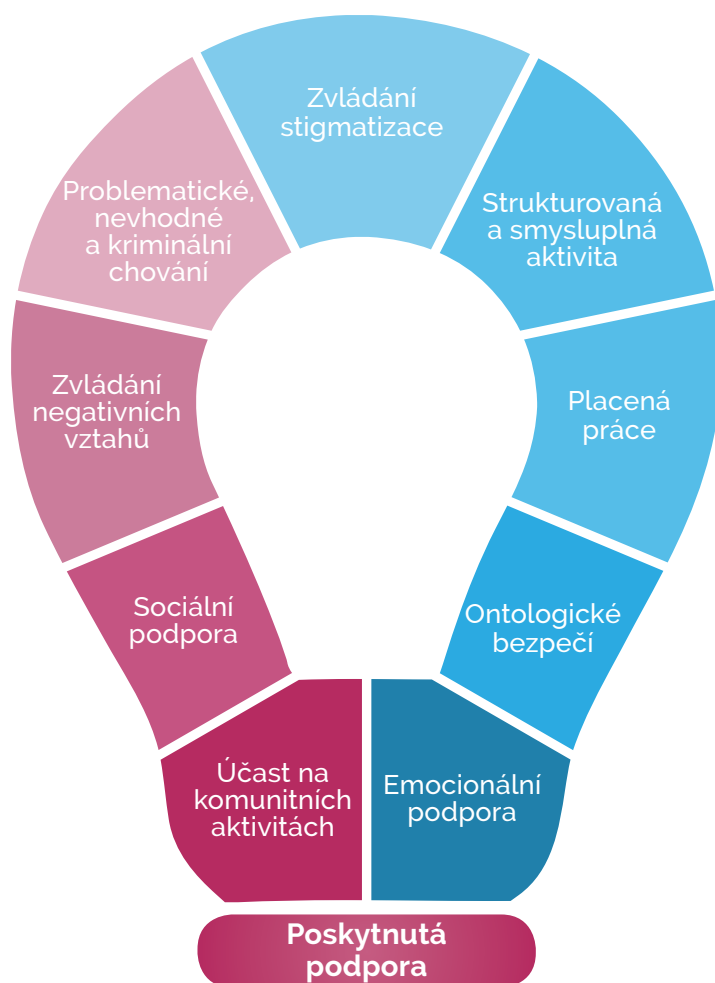 Zvládání
stigmatizace
Problematické,
nevhodné
a kriminální
chování
Strukturovaná
a smysluplná
aktivita
Zvládání
negativních
vztahů
Placená
práce
Sociální
podpora
Ontologické
bezpečí
Účast na
komunitních
aktivitách
Emocionální
podpora
Poskytnutá
podpora